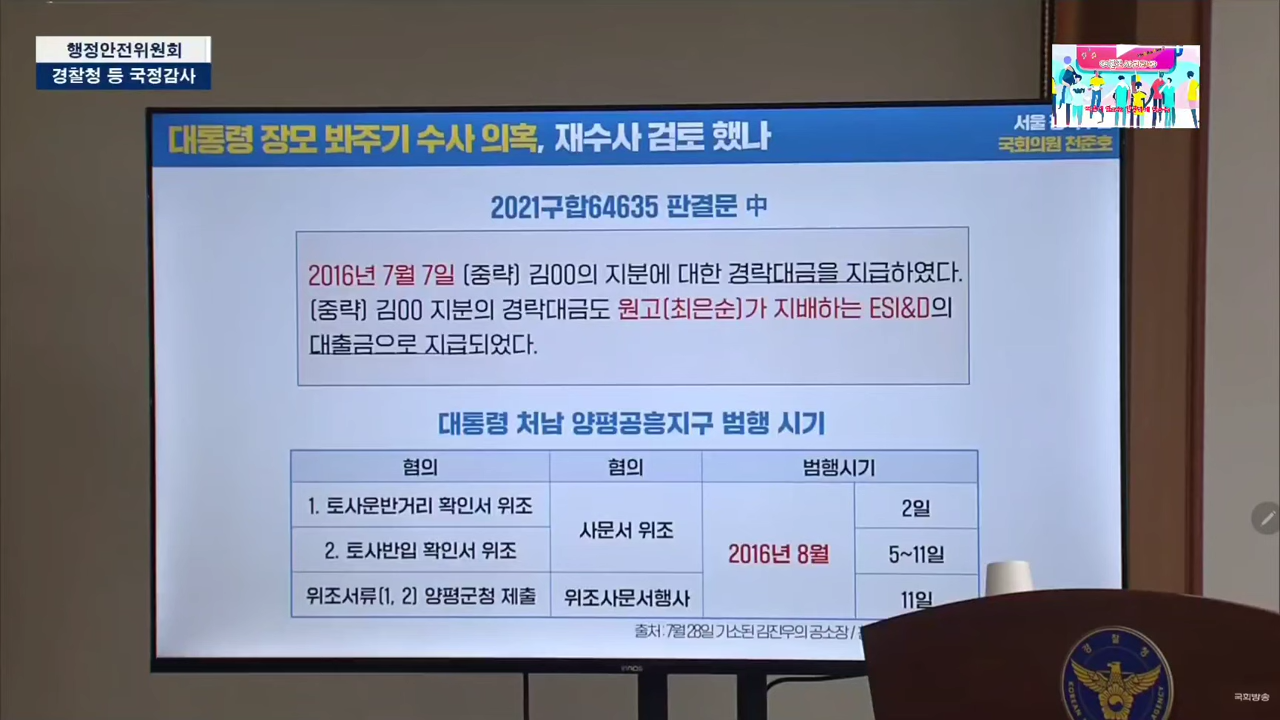 행정안전위원회
경찰청 등 국정감사
대통령 장모 봐주기 수사 의혹, 재수사 검토 했나
서울
국회의원 전준호
2021구합64635 판결문 中
2016년 7월 7일 (중략) 김00의 지분에 대한 경락대금을 지급하였다.
(중략) 김00 지분의 경락대금도 원고(최은순)가 지배하는 ESI&D의
대출금으로 지급되었다.
대통령 처남 양평공흥지구 범행 시기
혐의 혐의 범행시기
1. 토사운반거리 확인서 위조 사문서 위조 2016년 8월 2일
2. 토사반입 확인서 위조 5~11일
위조서류(1, 2) 양평군청 제출 위조사문서행사 11일
출처 : 7월 28일 기소된 김진우의 공소장 /
경찰청
국회방송